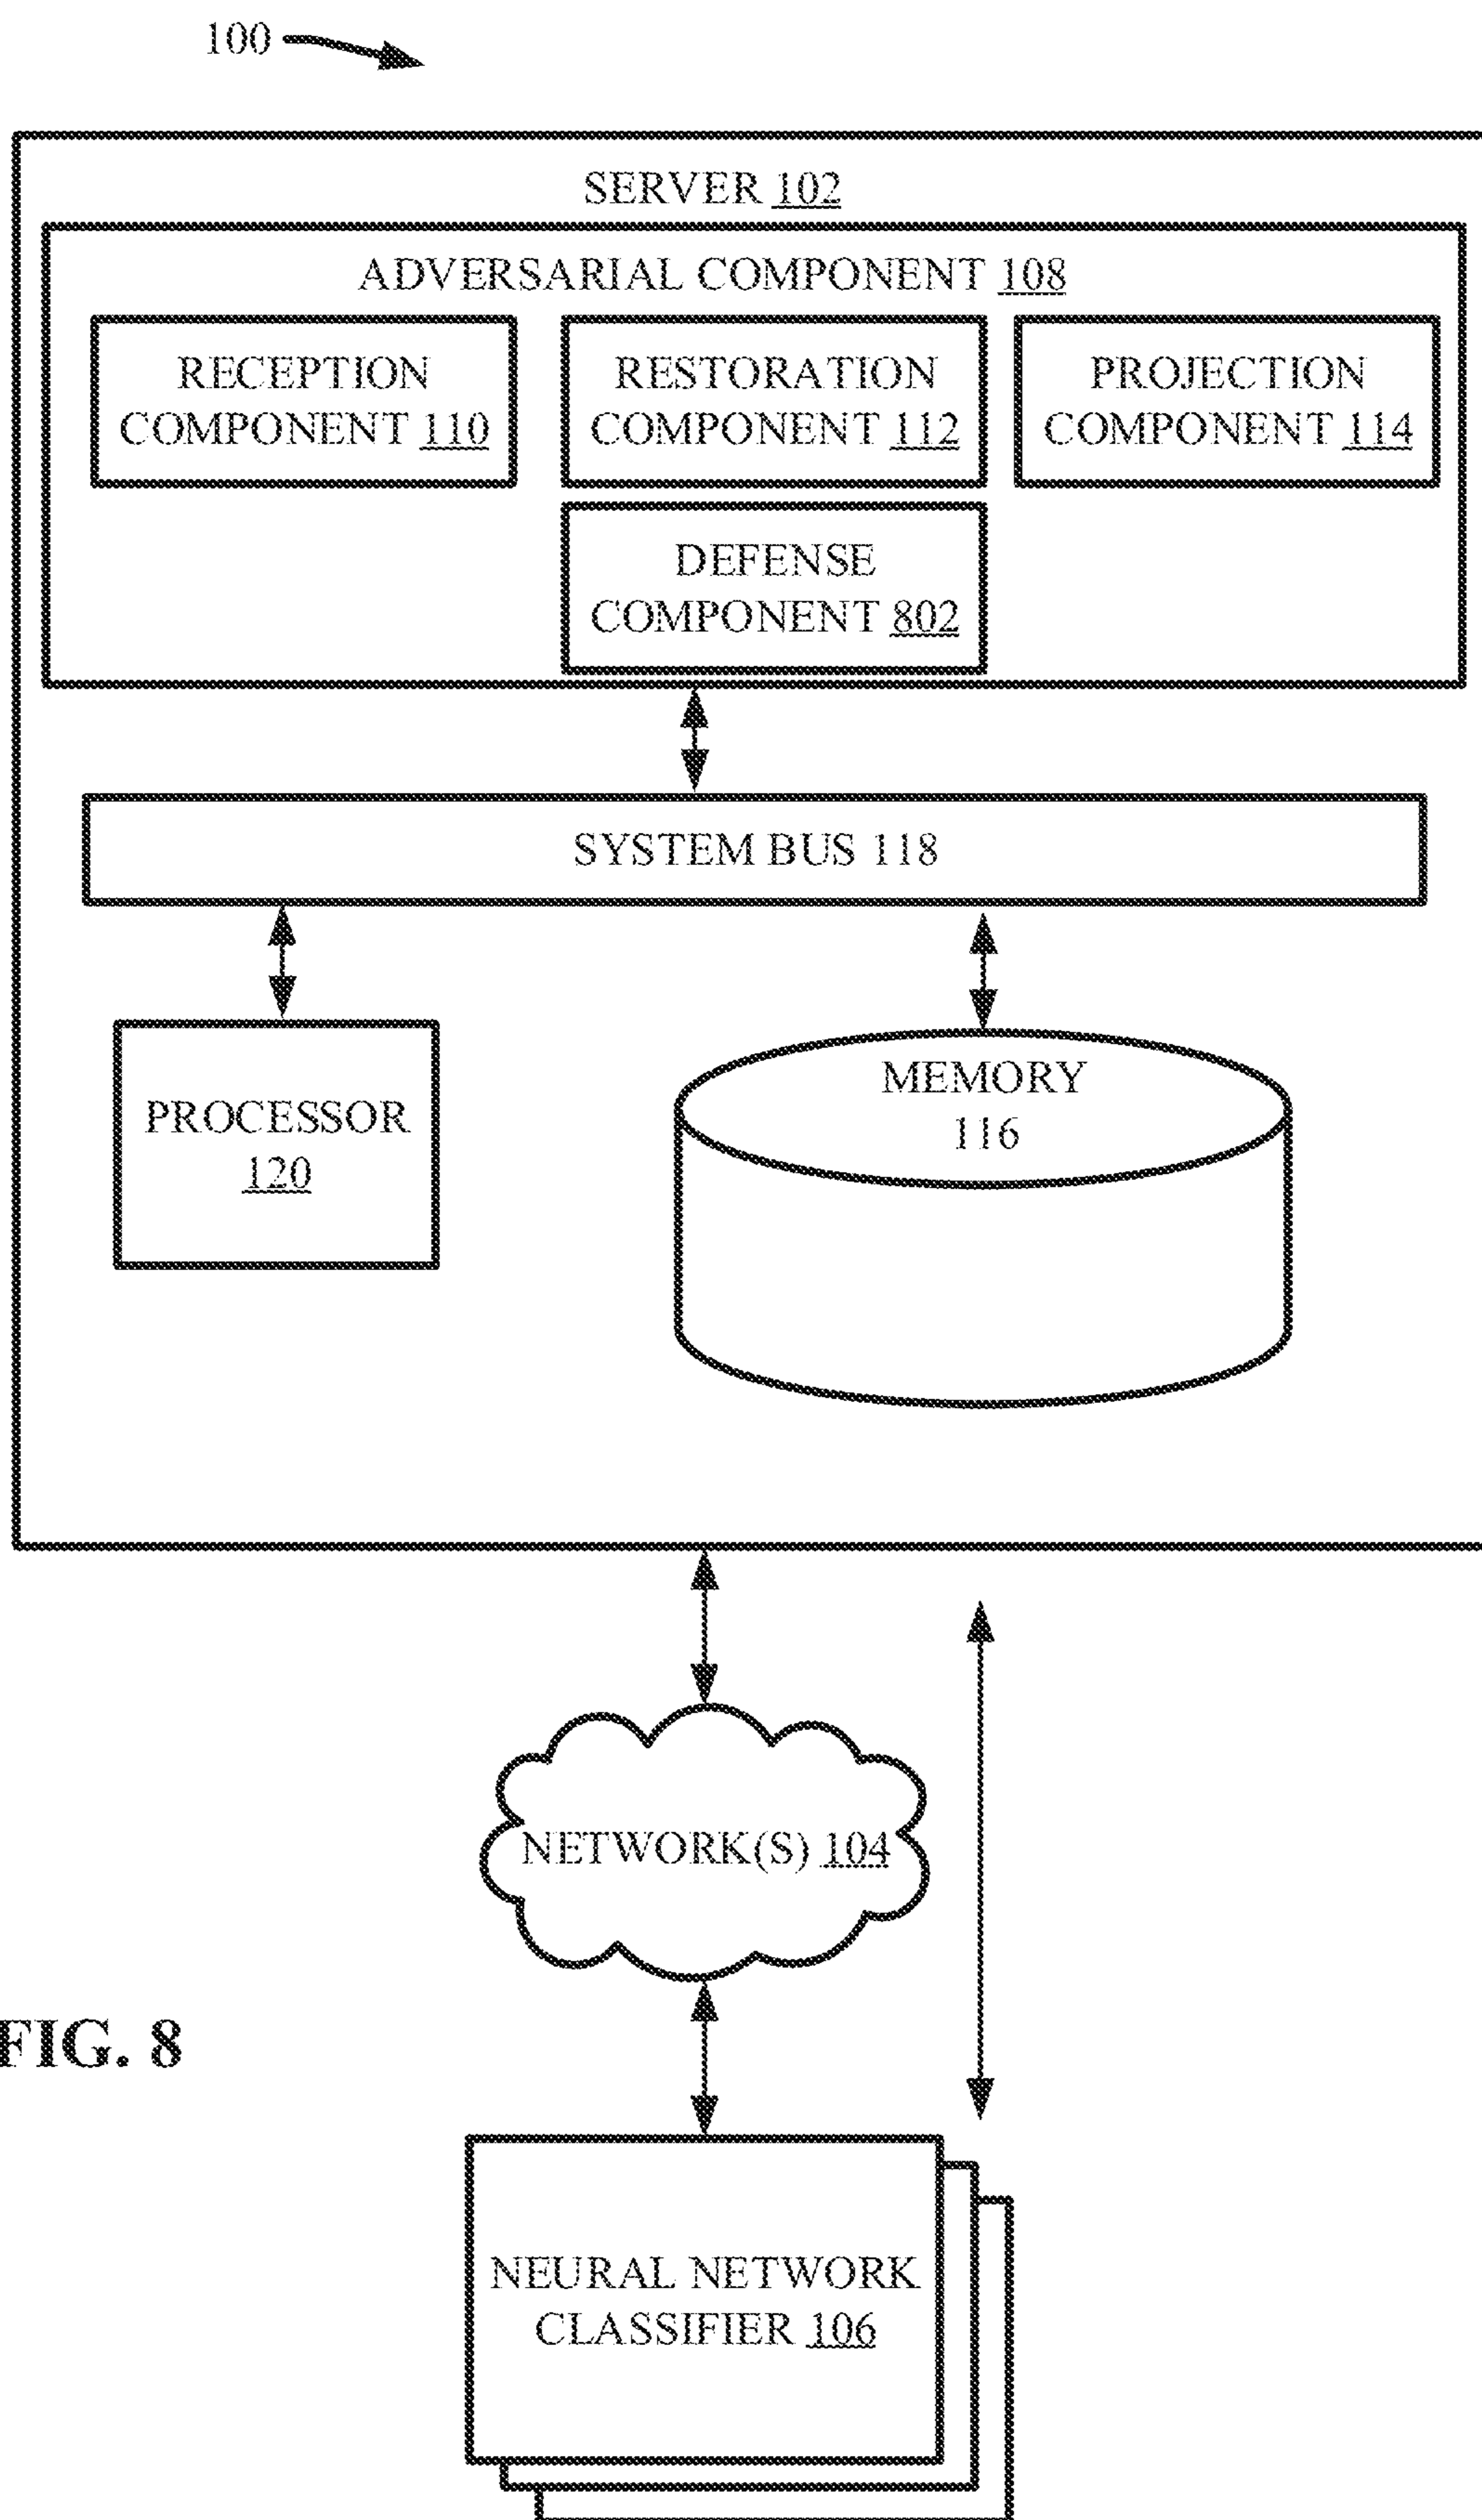 100
SERVER 102
ADVERSARIAL COMPONENT 108
RECEPTION
COMPONENT 110
RESTORATION
COMPONENT 112
PROJECTION
COMPONENT 114
DEFENSE
COMPONENT 802
SYSTEM BUS 118
PROCESSOR
120
MEMORY
116
NETWORK(S) 104
FIG. 8
NEURAL NETWORK
CLASSIFIER 106